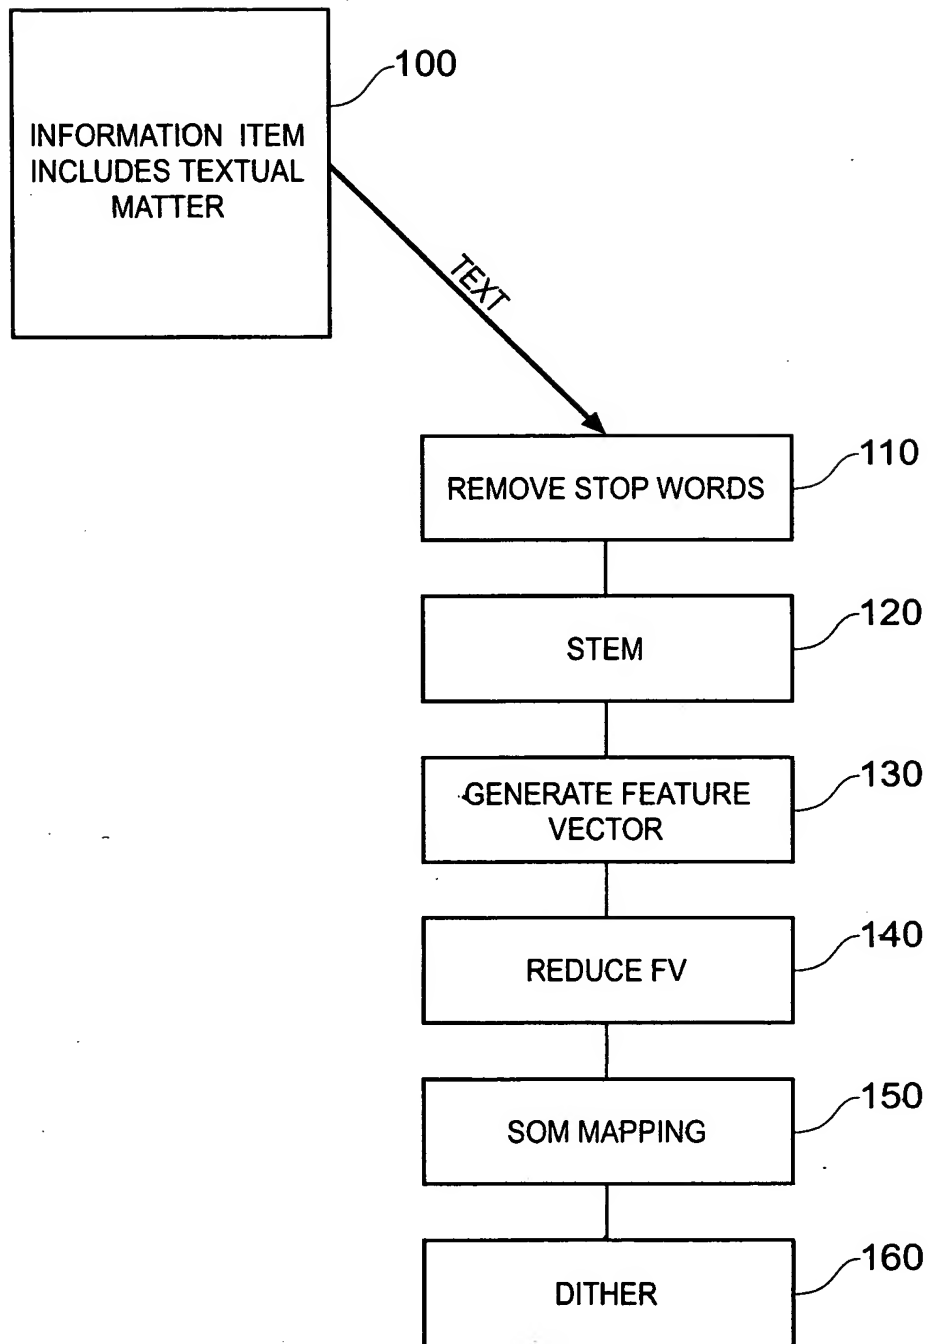 100
INFORMATION ITEM
INCLUDES TEXTUAL
MATTER
TEXT
110
REMOVE STOP WORDS
120
STEM
130
GENERATE FEATURE
VECTOR
140
REDUCE FV
150
SOM MAPPING
160
DITHER